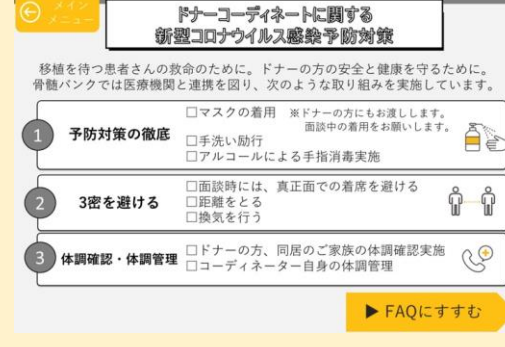 メイン
メニュー
ドナーコーディネートに関する
新型コロナウイルス感染予防対策
移植を待つ患者さんの救命のために。ドナーの方の安全と健康を守るために。
骨髄バンクでは医療機関と連携を図り、次のような取り組みを実施しています。
1 予防対策の徹底
□マスクの着用 ※ドナーの方にもお渡しします。
面談中の着用をお願いします。
□手洗い励行
□アルコールによる手指消毒実施
2 3密を避ける
□面談時には、真正面での着席を避ける
□距離をとる
□換気を行う
3 体調確認・体調管理
□ドナーの方、同居のご家族の体調確認実施
□コーディネーター自身の体調管理
▶ FAQにすすむ